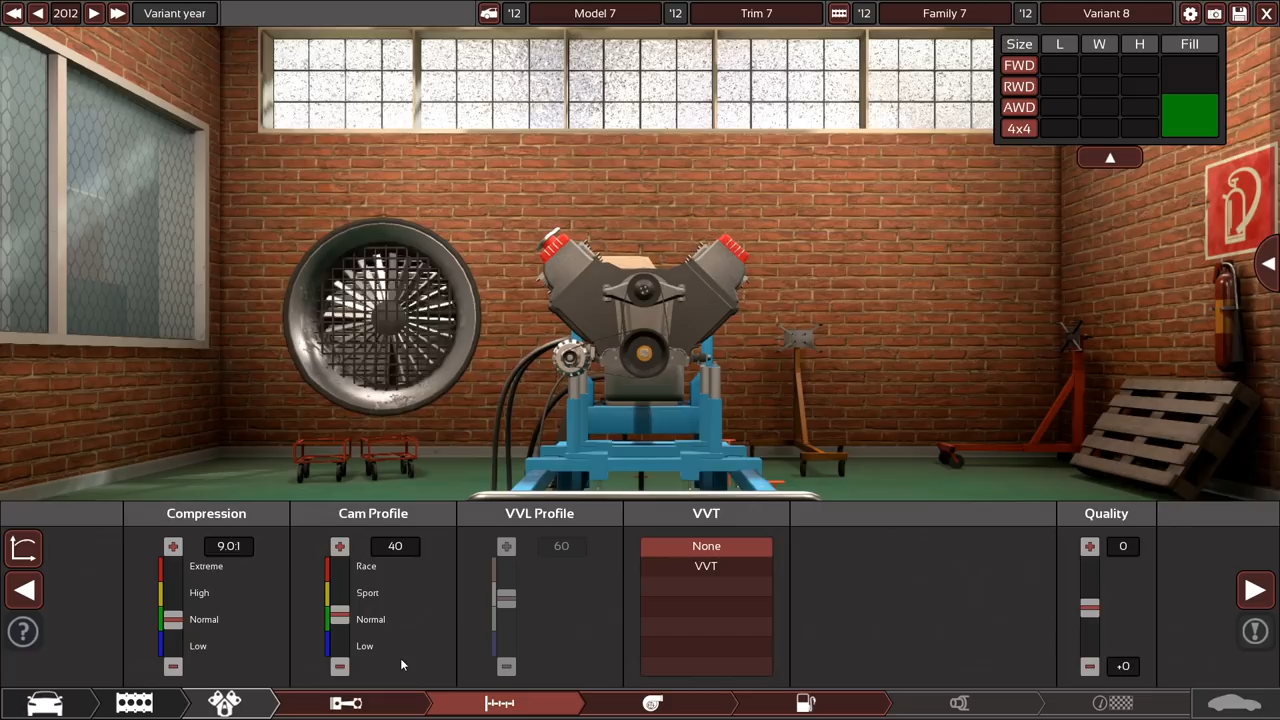 2012 Variant year '12 Model 7 '12 Trim 7 '12 Family 7 '12 Variant 8
Size L W H Fill
FWD
RWD
AWD
4x4
Compression Cam Profile VVL Profile VVT Quality
9.0:1 40 60 None 0
Extreme Race VVT
High Sport
Normal Normal
Low Low
+0